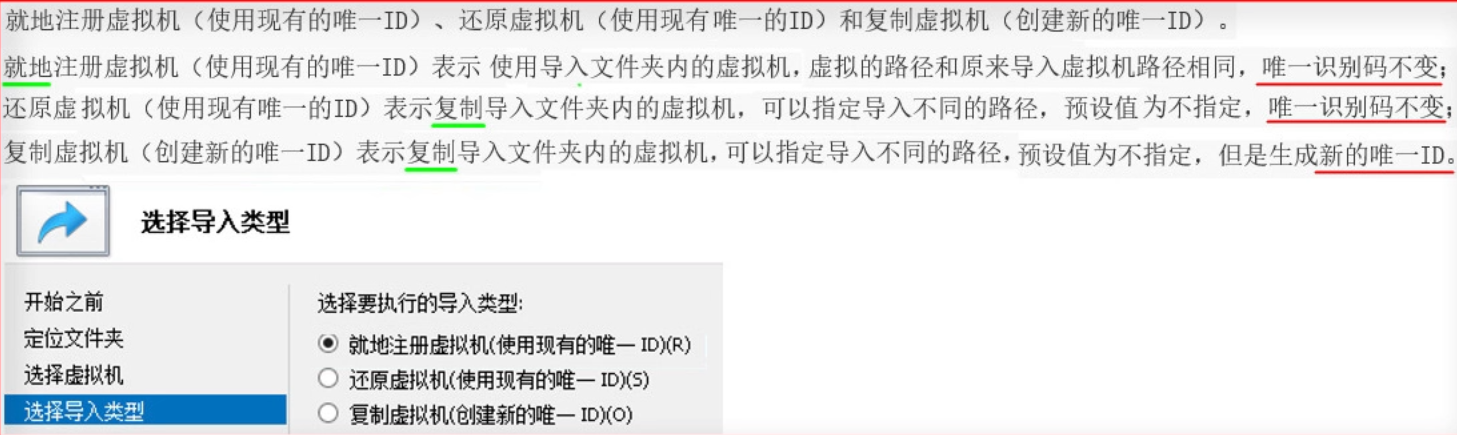 就地注册虚拟机（使用现有的唯一ID）、还原虚拟机（使用现有唯一的ID）和复制虚拟机（创建新的唯一ID）。
就地注册虚拟机（使用现有的唯一ID）表示 使用导入文件夹内的虚拟机，虚拟的路径和原来导入虚拟机路径相同，唯一识别码不变；
还原虚拟机（使用现有唯一的ID）表示复制导入文件夹内的虚拟机，可以指定导入不同的路径，预设值为不指定，唯一识别码不变；
复制虚拟机（创建新的唯一ID）表示复制导入文件夹内的虚拟机，可以指定导入不同的路径，预设值为不指定，但是生成新的唯一ID。
选择导入类型
开始之前
定位文件夹
选择虚拟机
选择导入类型
选择要执行的导入类型:
就地注册虚拟机(使用现有的唯一 ID)(R)
还原虚拟机(使用现有的唯一 ID)(S)
复制虚拟机(创建新的唯一 ID)(O)